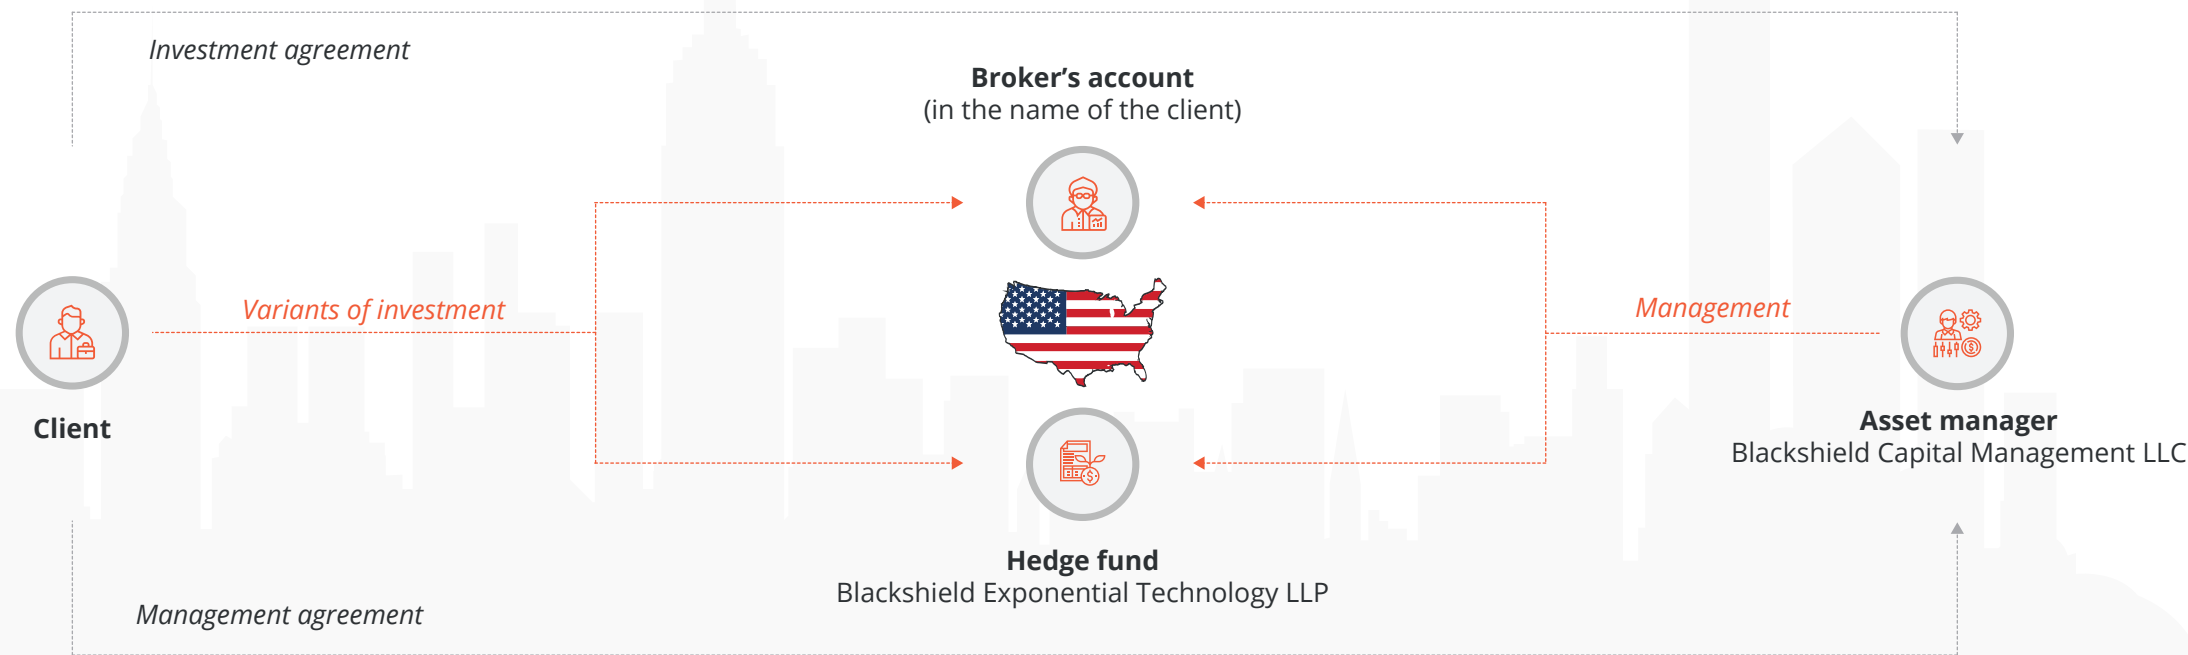 Investment agreement
Broker’s account
(in the name of the client)
Variants of investment
Management
Client
Asset manager
Blackshield Capital Management LLC
Hedge fund
Blackshield Exponential Technology LLP
Management agreement